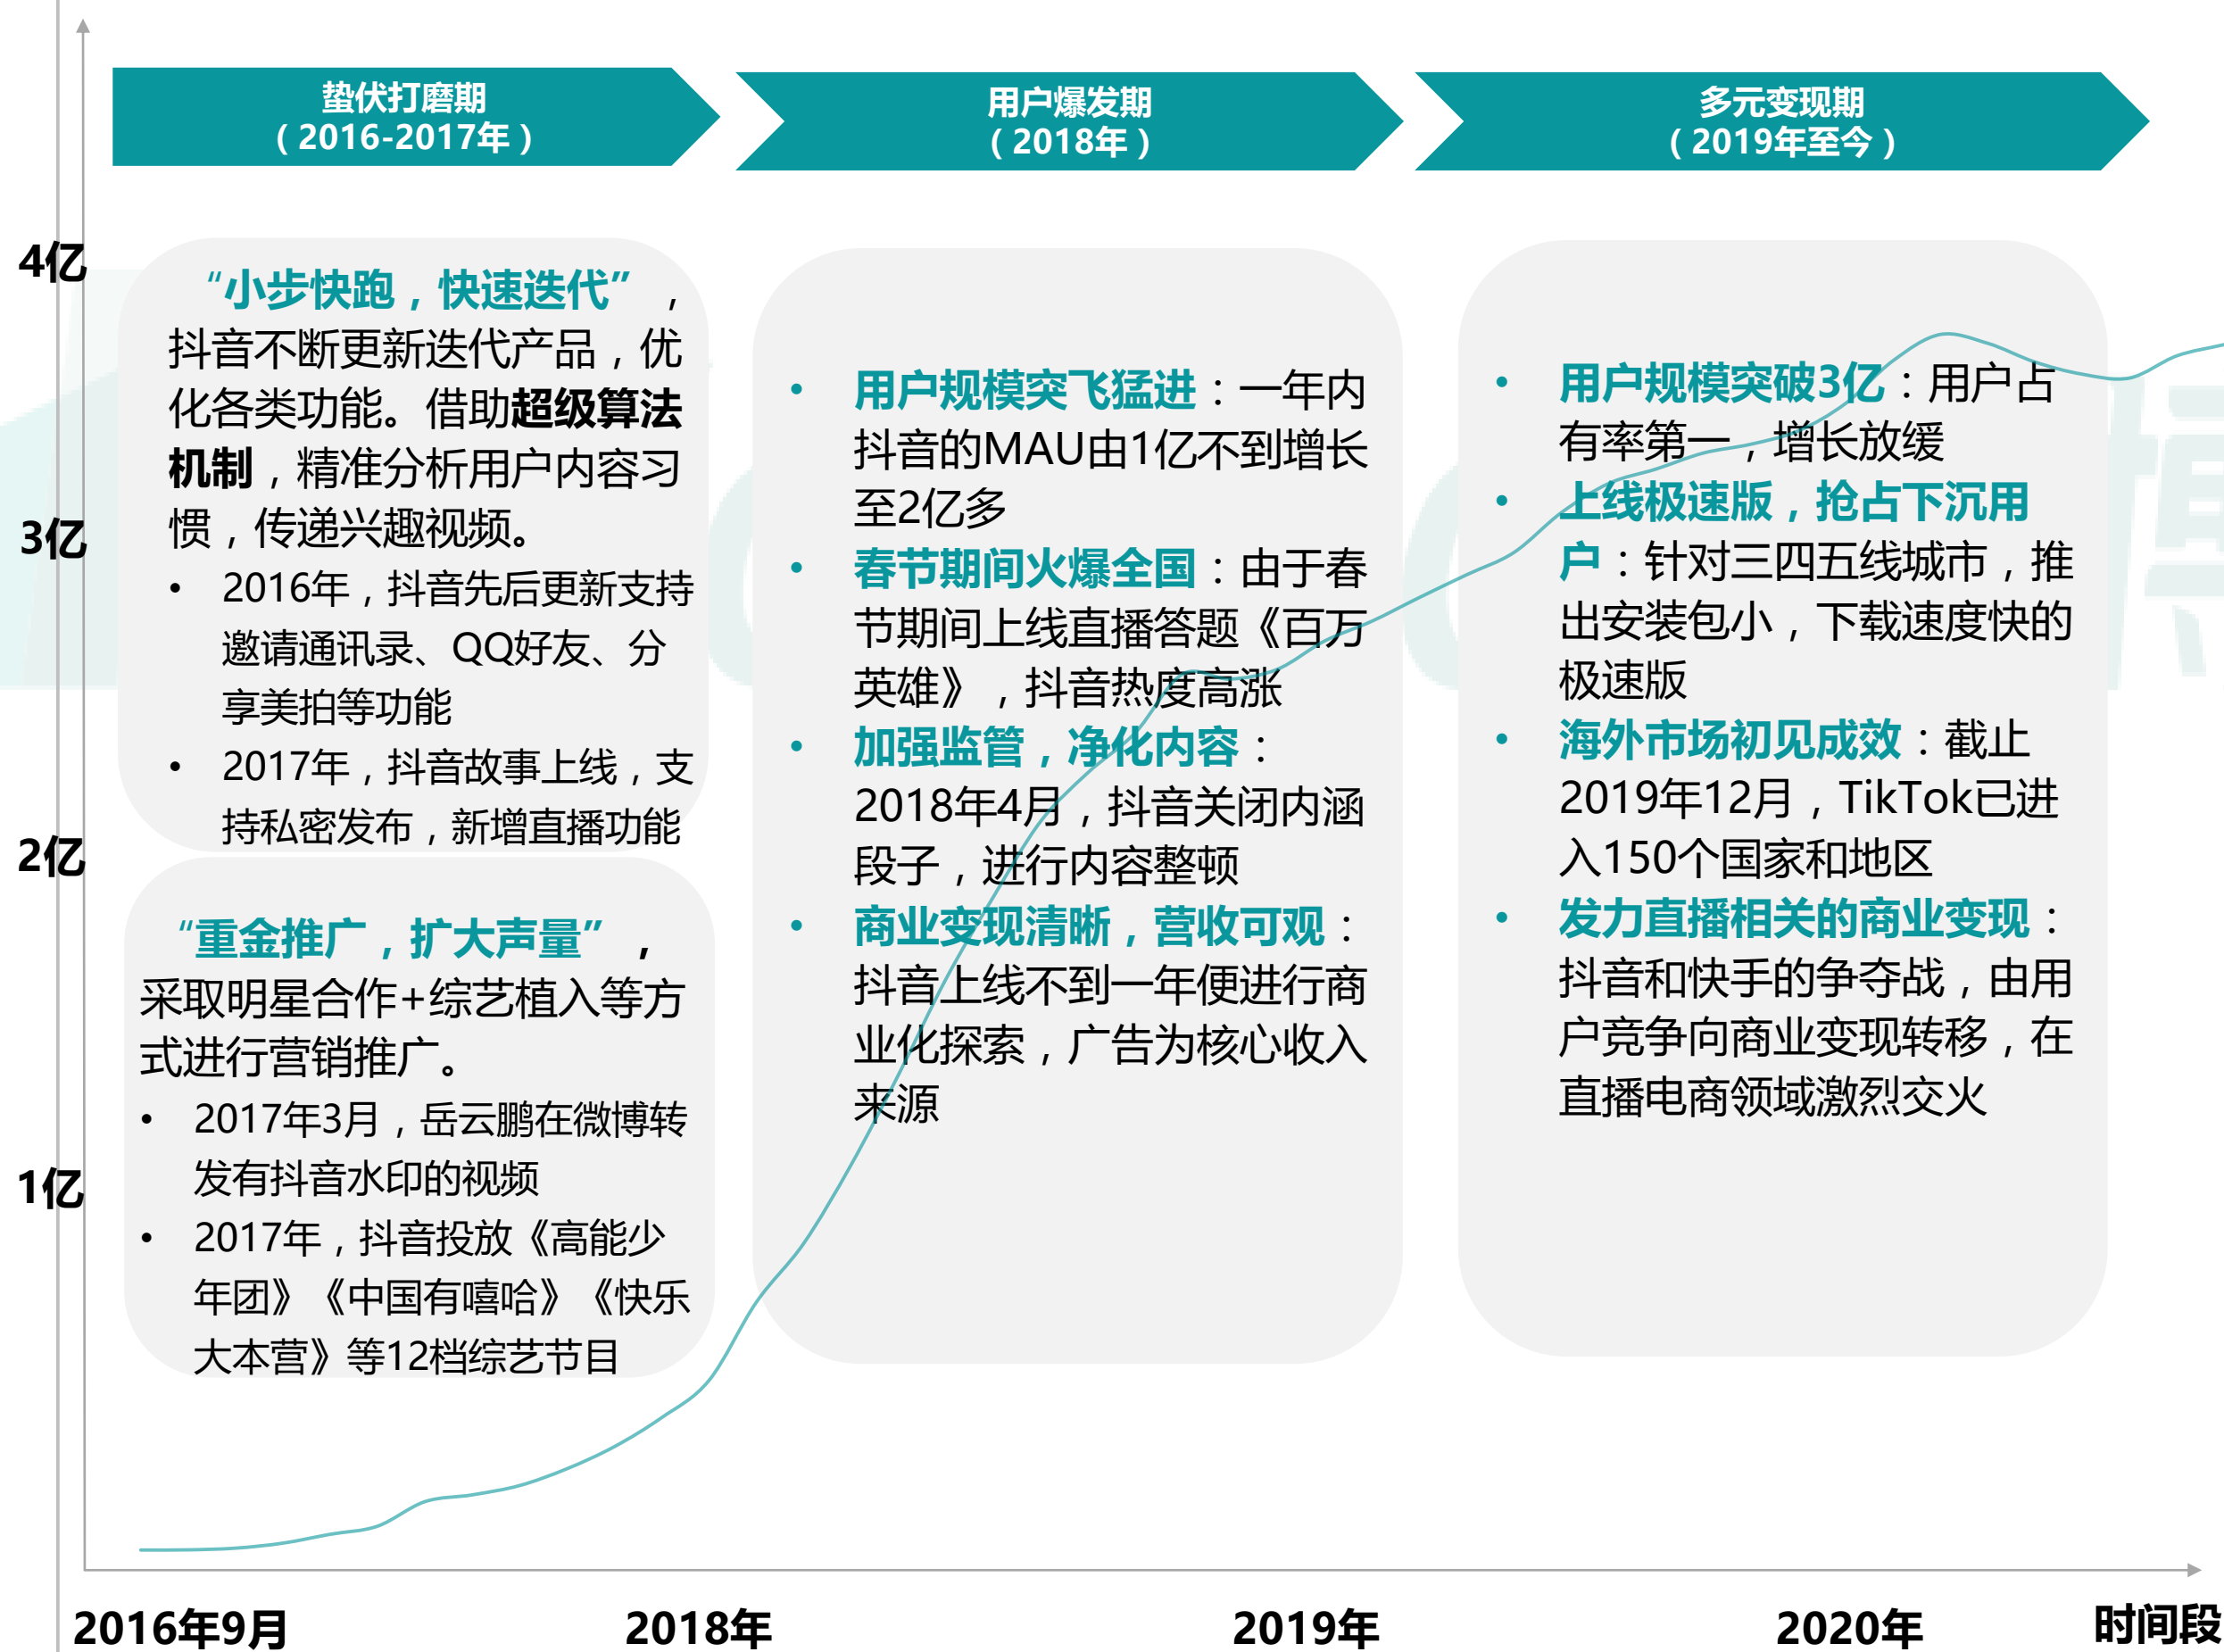 蛰伏打磨期
（2016-2017年）
用户爆发期
（2018年）
多元变现期
（2019年至今）
4亿
3亿
2亿
1亿
“小步快跑，快速迭代”，
抖音不断更新迭代产品，优
化各类功能。借助超级算法
机制，精准分析用户内容习
惯，传递兴趣视频。
• 2016年，抖音先后更新支持
邀请通讯录、QQ好友、分
享美拍等功能
• 2017年，抖音故事上线，支
持私密发布，新增直播功能
“重金推广，扩大声量”，
采取明星合作+综艺植入等方
式进行营销推广。
• 2017年3月，岳云鹏在微博转
发有抖音水印的视频
• 2017年，抖音投放《高能少
年团》《中国有嘻哈》《快乐
大本营》等12档综艺节目
• 用户规模突飞猛进：一年内
抖音的MAU由1亿不到增长
至2亿多
• 春节期间火爆全国：由于春
节期间上线直播答题《百万
英雄》，抖音热度高涨
• 加强监管，净化内容：
2018年4月，抖音关闭内涵
段子，进行内容整顿
• 商业变现清晰，营收可观：
抖音上线不到一年便进行商
业化探索，广告为核心收入
来源
• 用户规模突破3亿：用户占
有率第一，增长放缓
• 上线极速版，抢占下沉用
户：针对三四五线城市，推
出安装包小，下载速度快的
极速版
• 海外市场初见成效：截止
2019年12月，TikTok已进
入150个国家和地区
• 发力直播相关的商业变现：
抖音和快手的争夺战，由用
户竞争向商业变现转移，在
直播电商领域激烈交火
2016年9月
2018年
2019年
2020年
时间段